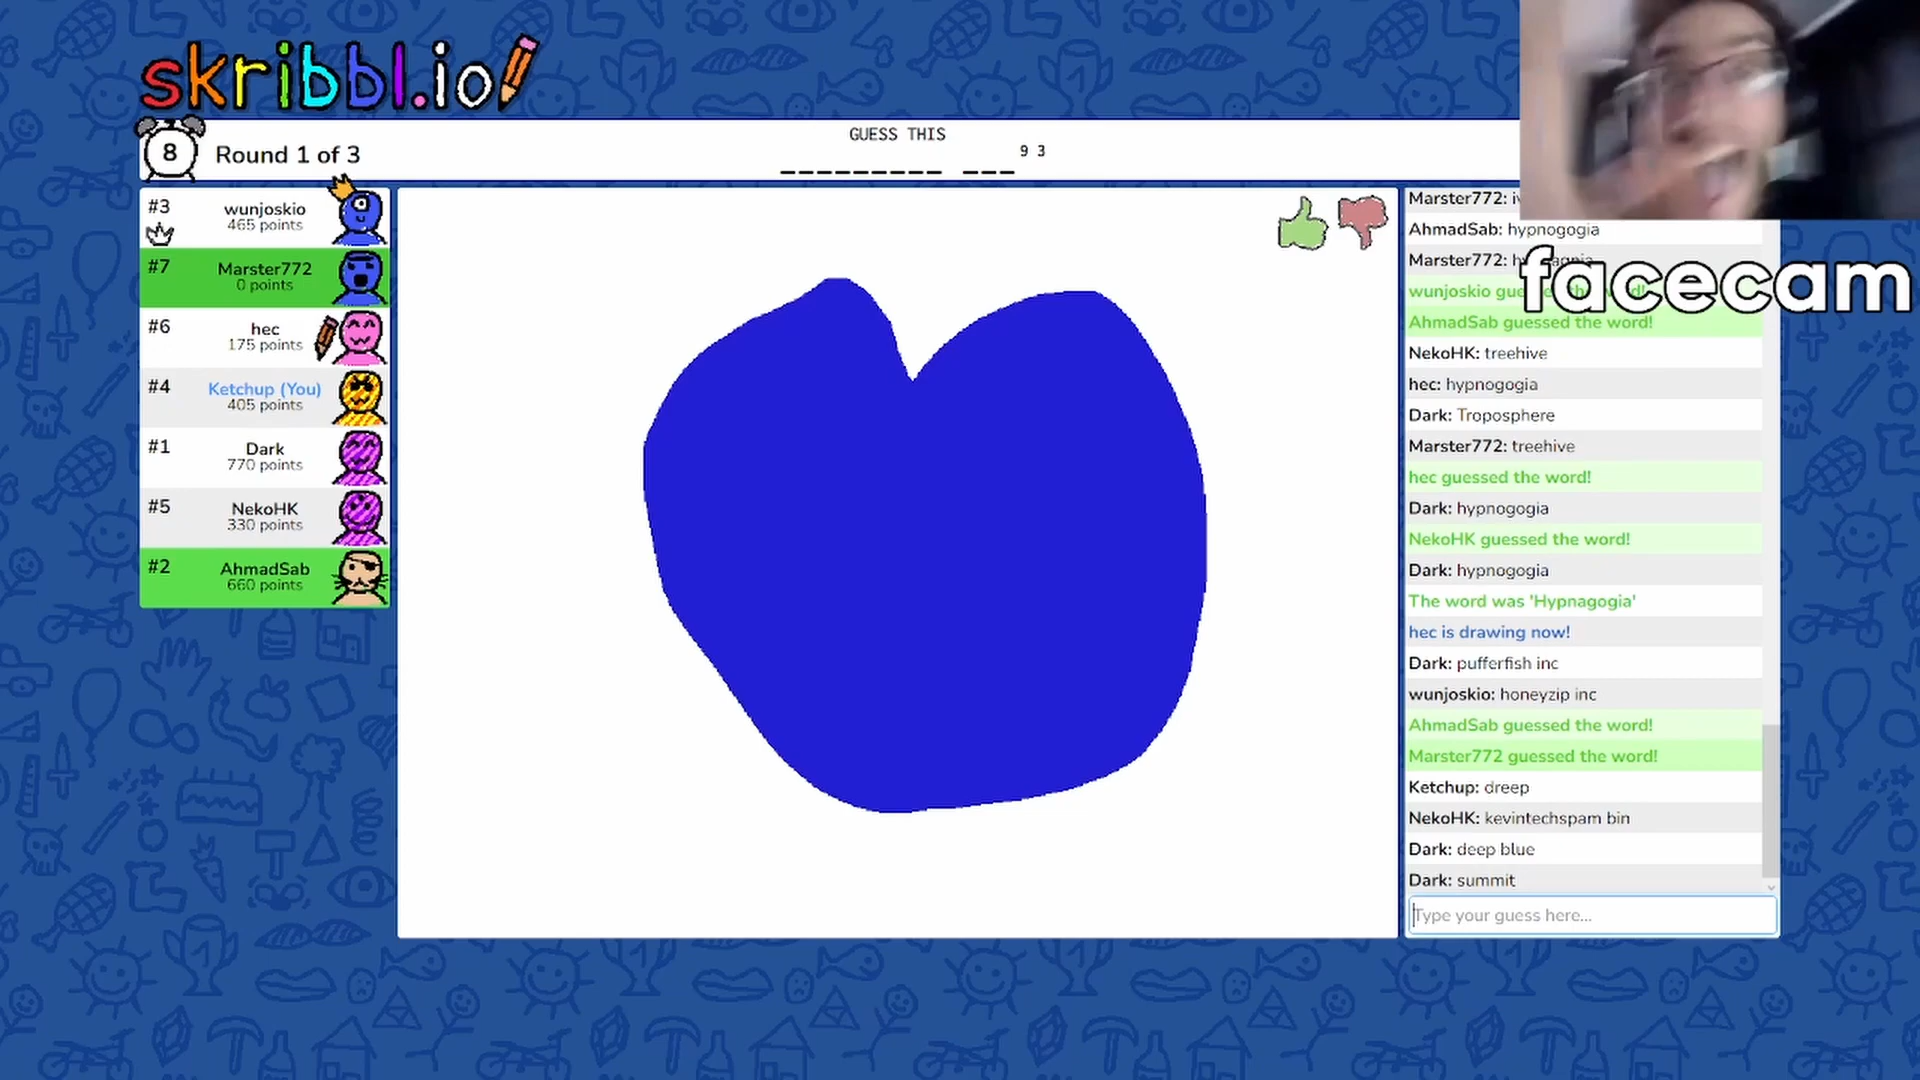 skribbl.io
8
Round 1 of 3
GUESS THIS
9 3
_________ ___
#3
wunjoskio
465 points
#7
Marster772
0 points
#6
hec
175 points
#4
Ketchup (You)
405 points
#1
Dark
770 points
#5
NekoHK
330 points
#2
AhmadSab
660 points
facecam
Marster772:
AhmadSab: hypnogogia
Marster772:
wunjoskio
AhmadSab guessed the word!
NekoHK: treehive
hec: hypnogogia
Dark: Troposphere
Marster772: treehive
hec guessed the word!
Dark: hypnogogia
NekoHK guessed the word!
Dark: hypnogogia
The word was 'Hypnagogia'
hec is drawing now!
Dark: pufferfish inc
wunjoskio: honeyzip inc
AhmadSab guessed the word!
Marster772 guessed the word!
Ketchup: dreep
NekoHK: kevintechspam bin
Dark: deep blue
Dark: summit
Type your guess here...